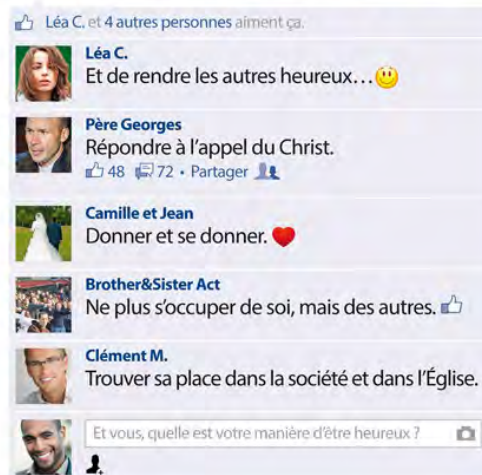 Léa C. et 4 autres personnes aiment ça.
Léa C.
Et de rendre les autres heureux...
Père Georges
Répondre à l'appel du Christ.
48 72 • Partager
Camille et Jean
Donner et se donner.
Brother&Sister Act
Ne plus s'occuper de soi, mais des autres.
Clément M.
Trouver sa place dans la société et dans l'Église.
Et vous, quelle est votre manière d'être heureux ?